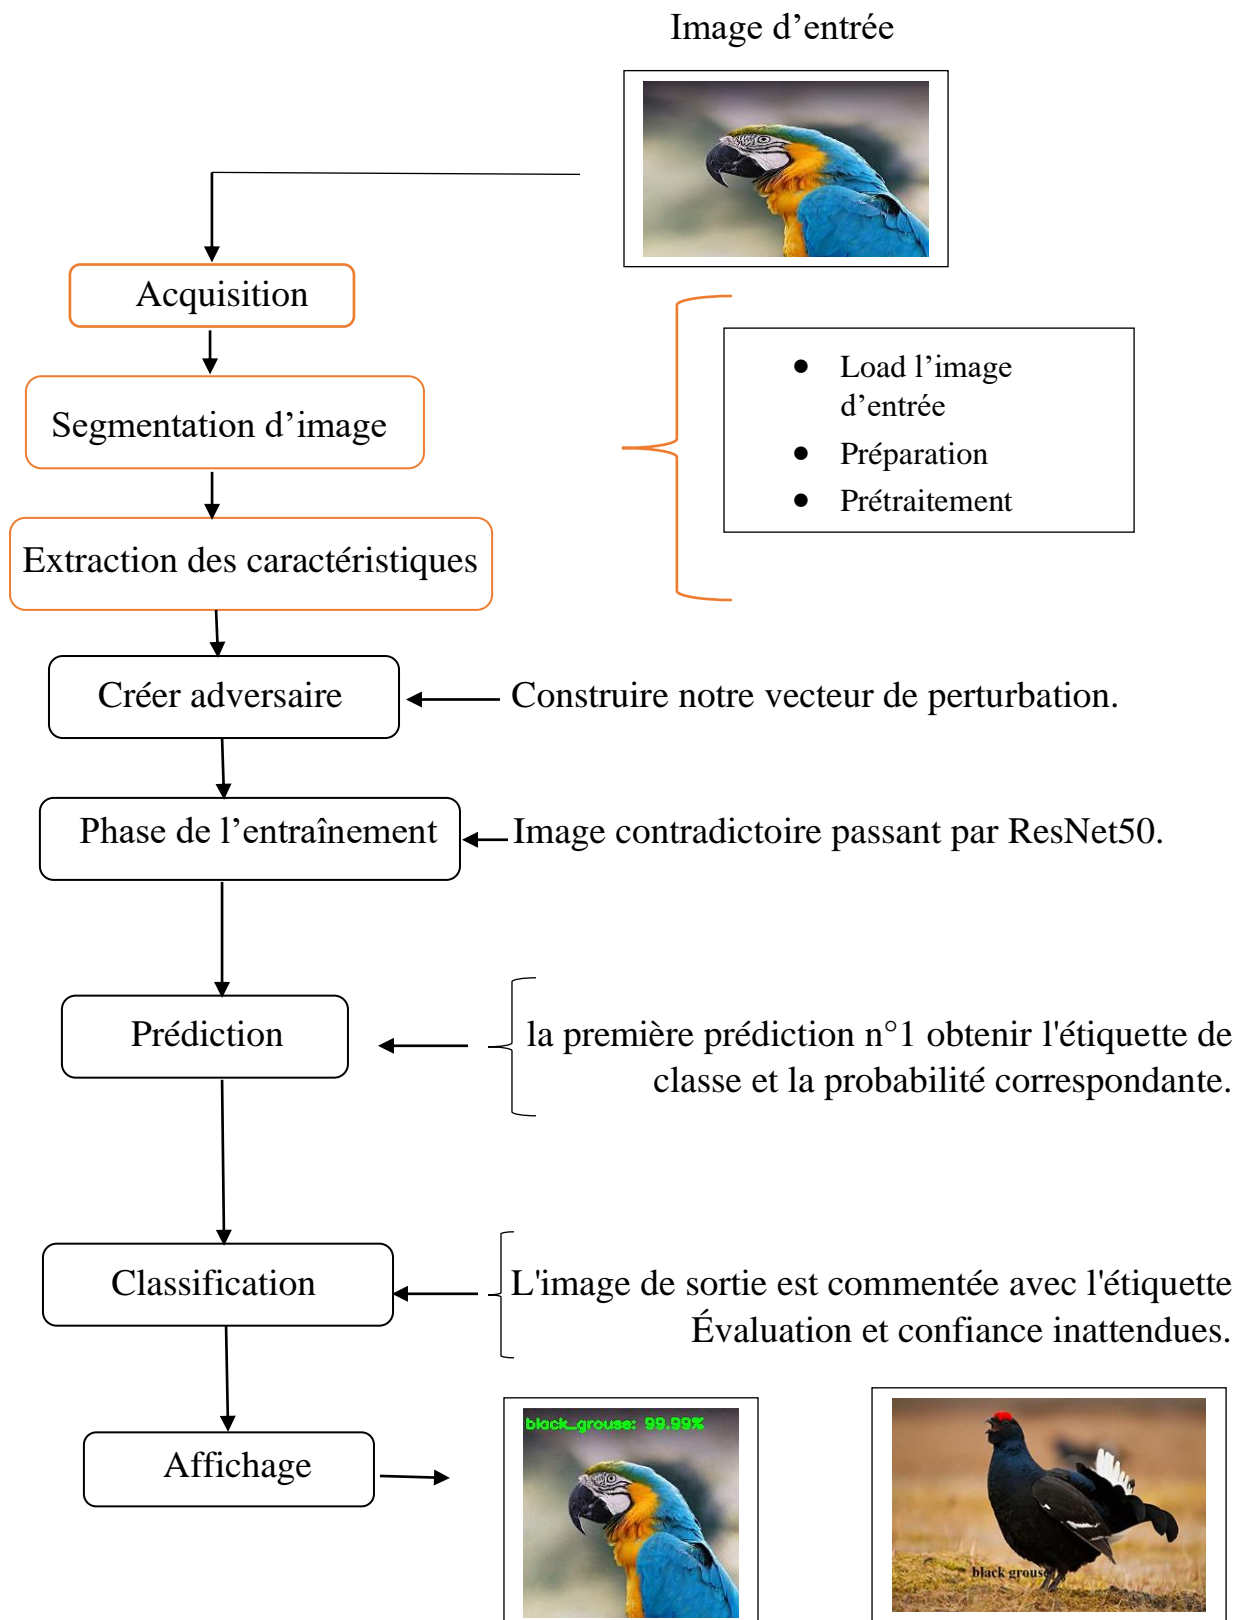 Image d’entrée
Acquisition
Load l’image
d’entrée
Préparation
Prétraitement
Segmentation d’image
Extraction des caractéristiques
Créer adversaire
Construire notre vecteur de perturbation.
Phase de l’entraînement
Image contradictoire passant par ResNet50.
Prédiction
la première prédiction n°1 obtenir l'étiquette de
classe et la probabilité correspondante.
Classification
L'image de sortie est commentée avec l'étiquette
Évaluation et confiance inattendues.
Affichage
black_grouse: 99.99%
black grouse